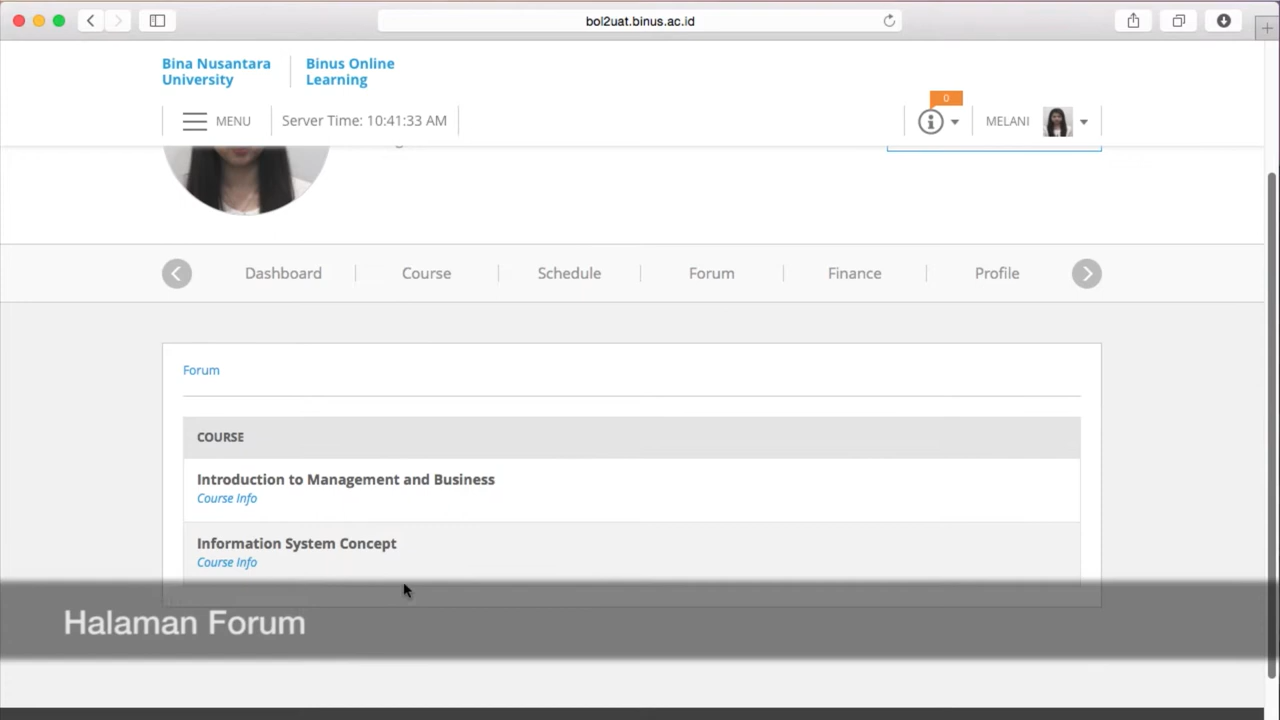 bol2uat.binus.ac.id
Bina Nusantara
University
Binus Online
Learning
MENU
Server Time: 10:41:33 AM
0
MELANI
Dashboard
Course
Schedule
Forum
Finance
Profile
Forum
COURSE
Introduction to Management and Business
Course Info
Information System Concept
Course Info
Halaman Forum